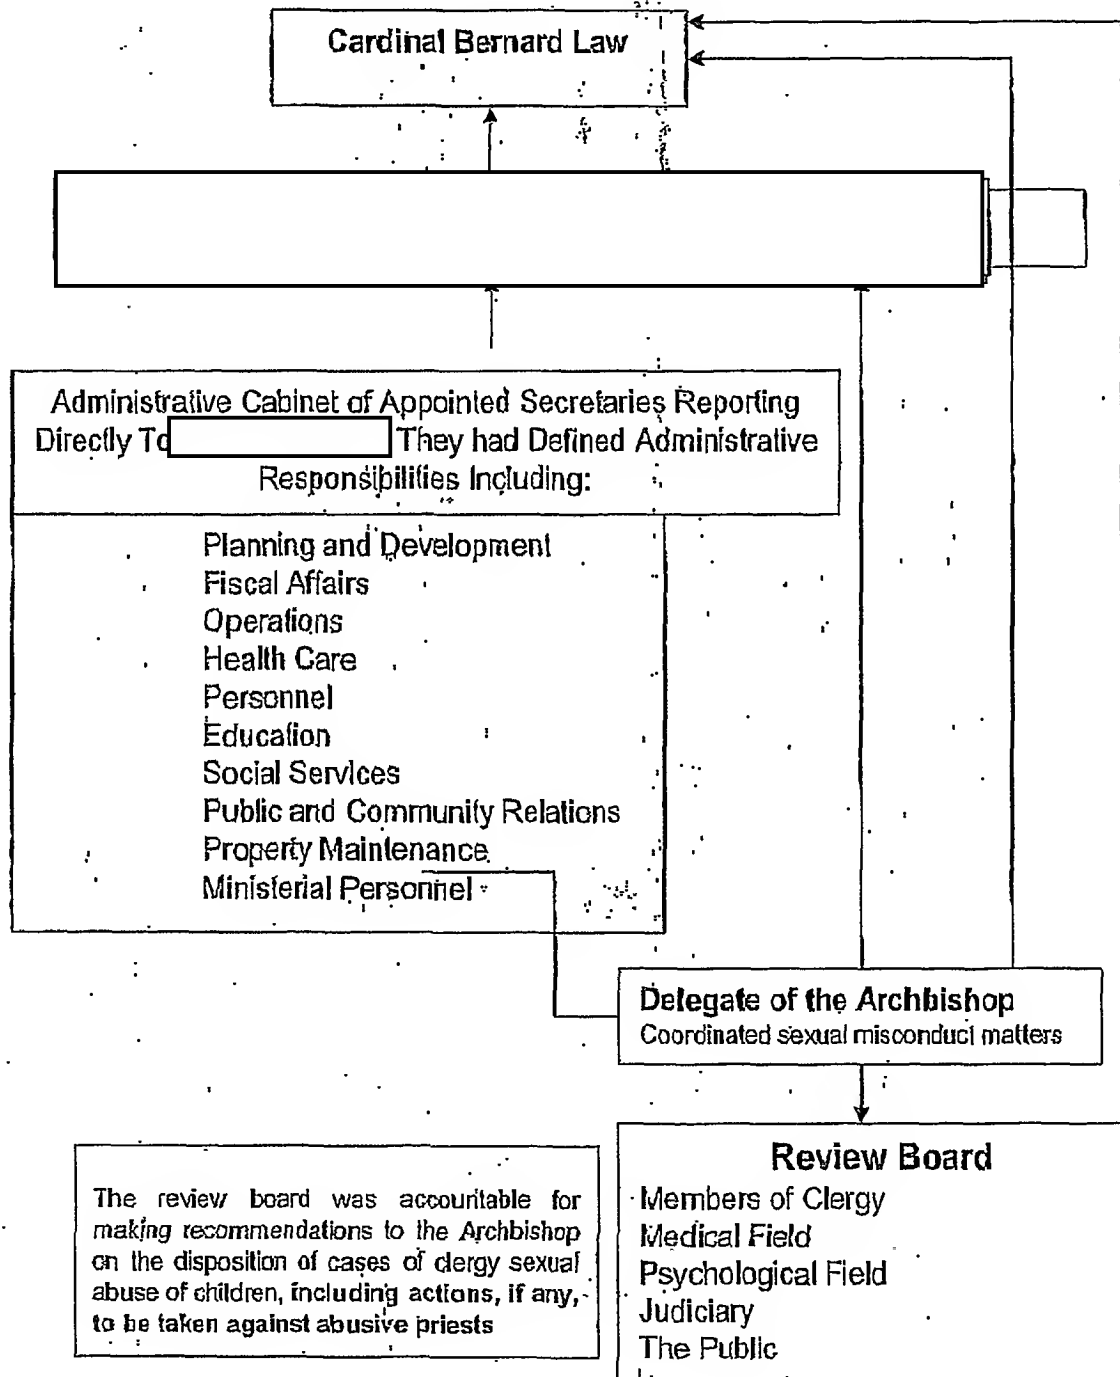 Cardinal Bernard Law
Administrative Cabinet of Appointed Secretaries Reporting
Directly To They had Defined Administrative
Responsibilities Including:
Planning and Development
Fiscal Affairs
Operations
Health Care
Personnel
Education
Social Services
Public and Community Relations
Property Maintenance
Ministerial Personnel
Delegate of the Archbishop
Coordinated sexual misconduct matters
The review board was accountable for
making recommendations to the Archbishop
on the disposition of cases of clergy sexual
abuse of children, including actions, if any,
to be taken against abusive priests
Review Board
Members of Clergy
Medical Field
Psychological Field
Judiciary
The Public